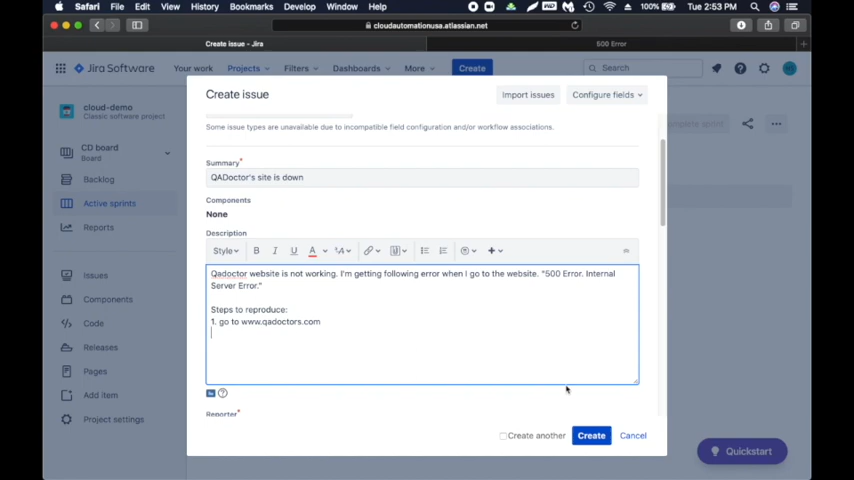 Safari File Edit View History Bookmarks Develop Window Help
100% Tue 2:53 PM
cloudautomationusa.atlassian.net
Create issue - Jira
500 Error
Jira Software Your work Projects Filters Dashboards More Create Search
cloud-demo
Classic software project
CD board
Board
Backlog
Active sprints
Reports
Issues
Components
Code
Releases
Pages
Add item
Project settings
Create issue
Import issues
Configure fields
Some issue types are unavailable due to incompatible field configuration and/or workflow associations.
Summary*
QADoctor's site is down
Components
None
Description
Style B I U A
Qadoctor website is not working. I'm getting following error when I go to the website. "500 Error. Internal
Server Error."
Steps to reproduce:
1. go to www.qadoctors.com
Reporter*
Create another Create Cancel
Complete sprint
Quickstart